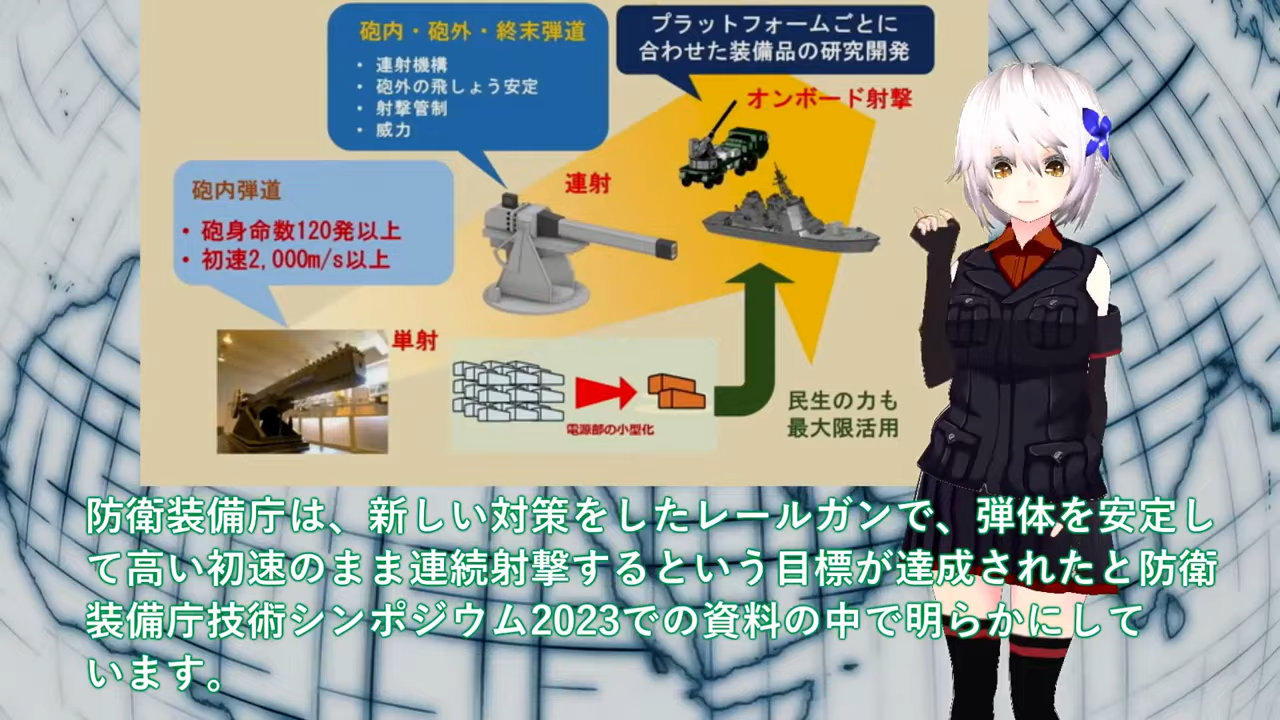 砲内・砲外・終末弾道
・ 連射機構
・ 砲外の飛しょう安定
・ 射撃管制
・ 威力
プラットフォームごとに
合わせた装備品の研究開発
オンボード射撃
連射
砲内弾道
・ 砲身命数120発以上
・ 初速2,000m/s以上
単射
電源部の小型化
民生の力も
最大限活用
防衛装備庁は、新しい対策をしたレールガンで、弾体を安定し
て高い初速のまま連続射撃するという目標が達成されたと防衛
装備庁技術シンポジウム2023での資料の中で明らかにして
います。